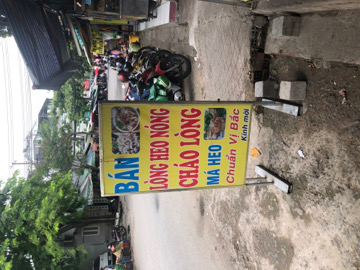 BÁN
LÒNG HEO NÓNG
CHÁO LÒNG
MÁ HEO
Chuẩn Vị Bắc
Kính mời